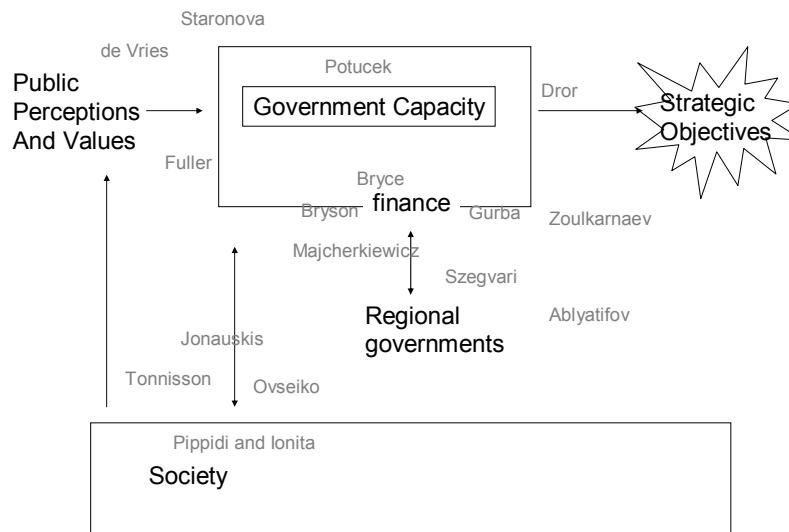 Staronova
de Vries
Potucek
Public
Perceptions
And Values
Government Capacity
Dror
Strategic
Objectives
Fuller
Bryce
Bryson
finance
Gurba
Zoulkarnaev
Majcherkiewicz
Szegvari
Regional
governments
Ablyatifov
Jonauskis
Tonnisson
Ovseiko
Pippidi and Ionita
Society